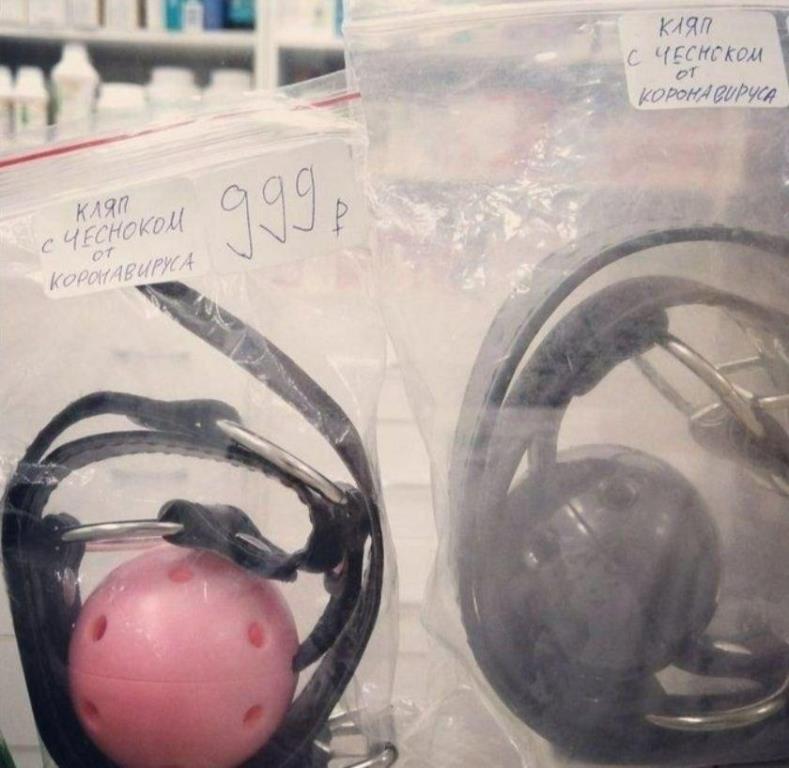 КЛЯП
С ЧЕСНОКОМ
ОТ
КОРОНАВИРУСА
999 ₽
КЛЯП
С ЧЕСНОКОМ
ОТ
КОРОНАВИРУСА